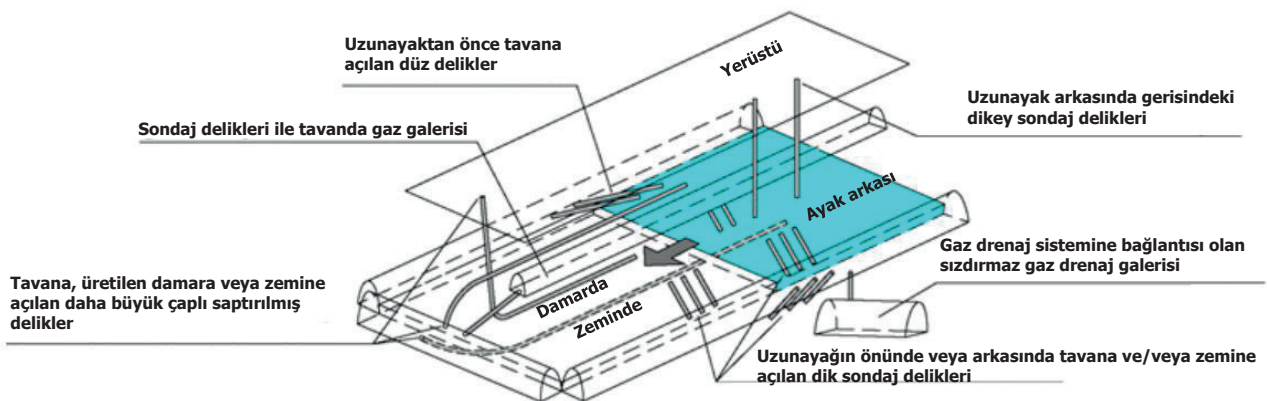 Uzunayaktan önce tavana
açılan düz delikler
Yerüstü
Uzunayak arkasında gerisindeki
dikey sondaj delikleri
Sondaj delikleri ile tavanda gaz galerisi
Ayak arkası
Gaz drenaj sistemine bağlantısı olan
sızdırmaz gaz drenaj galerisi
Tavana, üretilen damara veya zemine
açılan daha büyük çaplı saptırılmış
delikler
Damarda
Zeminde
Uzunayağın önünde veya arkasında tavana ve/veya zemine
açılan dik sondaj delikleri